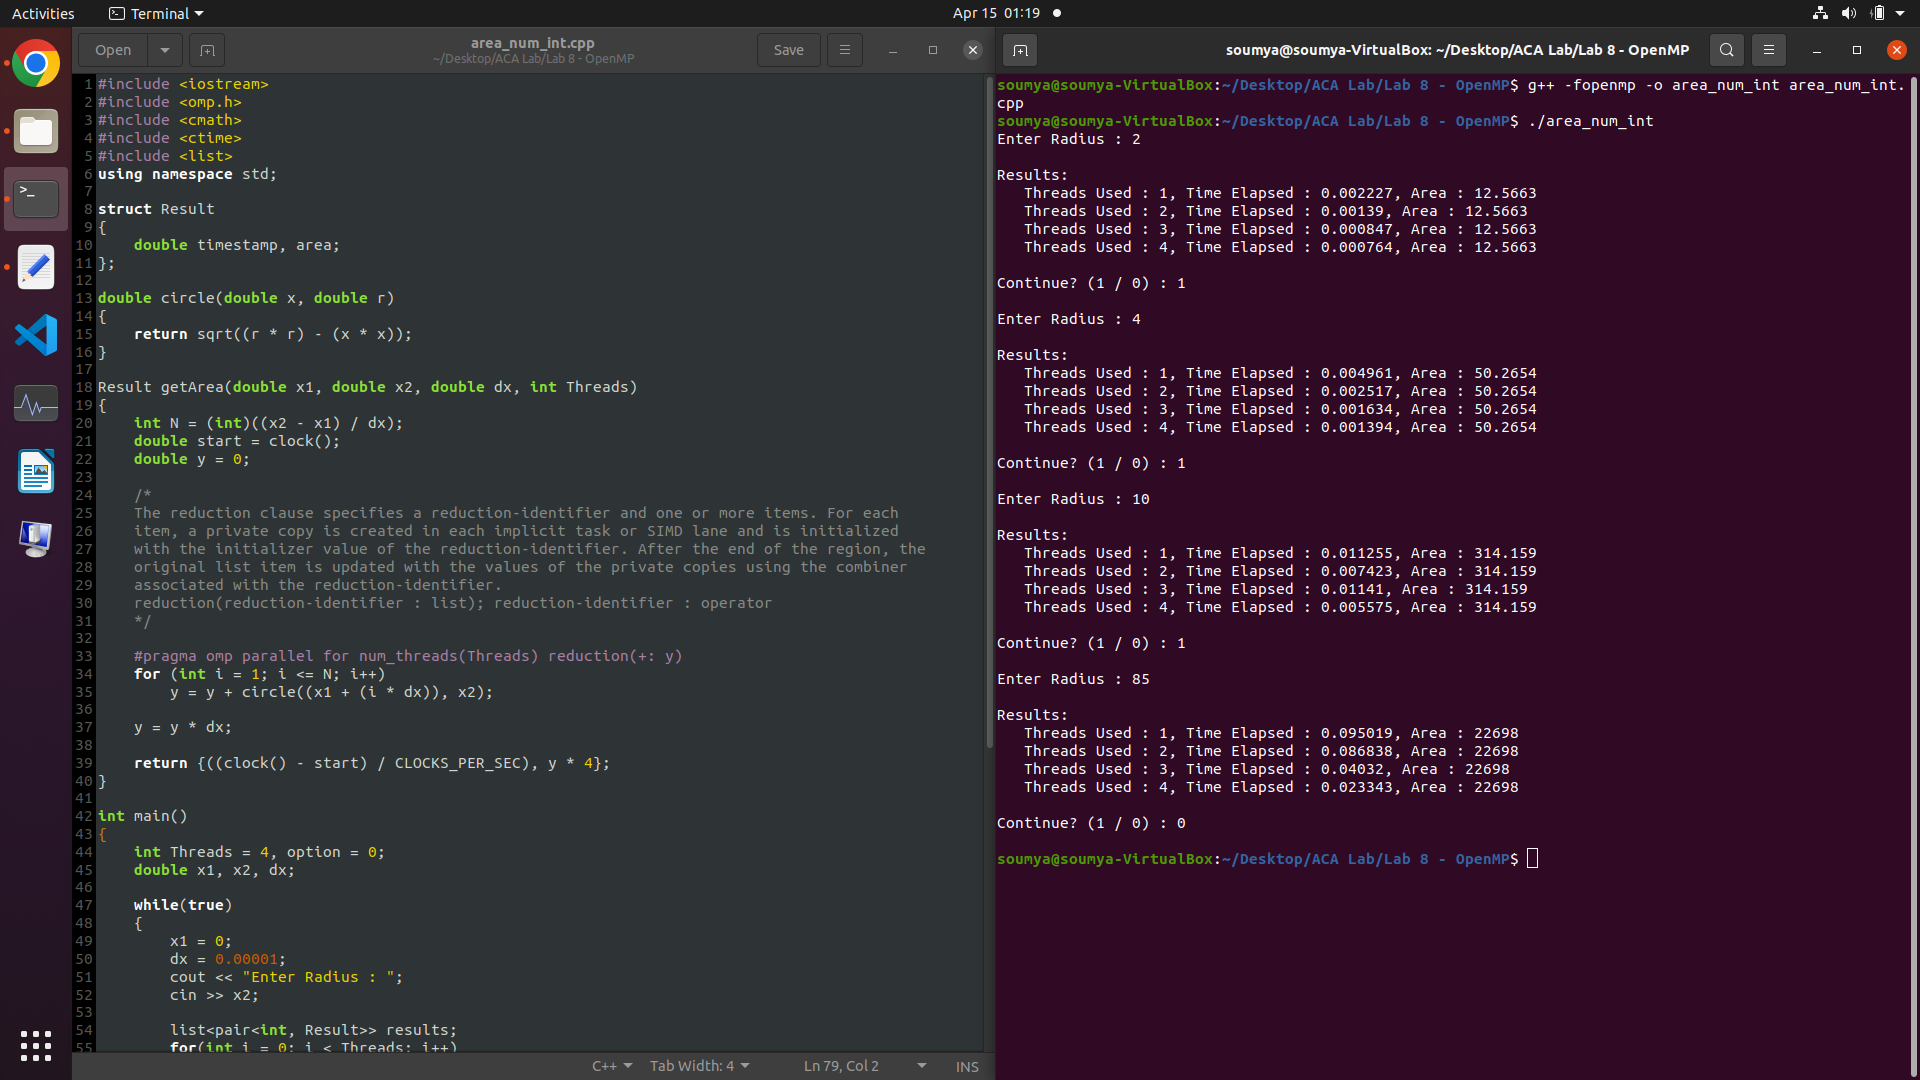 Activities
Terminal
Apr 15 01:19
Open
area_num_int.cpp
~/Desktop/ACA Lab/Lab 8 - OpenMP
Save
1 #include <iostream>
2 #include <omp.h>
3 #include <cmath>
4 #include <ctime>
5 #include <list>
6 using namespace std;
7
8 struct Result
9 {
10     double timestamp, area;
11 };
12
13 double circle(double x, double r)
14 {
15     return sqrt((r * r) - (x * x));
16 }
17
18 Result getArea(double x1, double x2, double dx, int Threads)
19 {
20     int N = (int)((x2 - x1) / dx);
21     double start = clock();
22     double y = 0;
23
24     /*
25     The reduction clause specifies a reduction-identifier and one or more items. For each
26     item, a private copy is created in each implicit task or SIMD lane and is initialized
27     with the initializer value of the reduction-identifier. After the end of the region, the
28     original list item is updated with the values of the private copies using the combiner
29     associated with the reduction-identifier.
30     reduction(reduction-identifier : list); reduction-identifier : operator
31     */
32
33     #pragma omp parallel for num_threads(Threads) reduction(+: y)
34     for (int i = 1; i <= N; i++)
35         y = y + circle((x1 + (i * dx)), x2);
36
37     y = y * dx;
38
39     return {((clock() - start) / CLOCKS_PER_SEC), y * 4};
40 }
41
42 int main()
43 {
44     int Threads = 4, option = 0;
45     double x1, x2, dx;
46
47     while(true)
48     {
49         x1 = 0;
50         dx = 0.00001;
51         cout << "Enter Radius : ";
52         cin >> x2;
53
54         list<pair<int, Result>> results;
55         for(int i = 0; i < Threads; i++)
C++
Tab Width: 4
Ln 79, Col 2
INS
soumya@soumya-VirtualBox: ~/Desktop/ACA Lab/Lab 8 - OpenMP
soumya@soumya-VirtualBox:~/Desktop/ACA Lab/Lab 8 - OpenMP$ g++ -fopenmp -o area_num_int area_num_int.
cpp
soumya@soumya-VirtualBox:~/Desktop/ACA Lab/Lab 8 - OpenMP$ ./area_num_int
Enter Radius : 2
Results:
   Threads Used : 1, Time Elapsed : 0.002227, Area : 12.5663
   Threads Used : 2, Time Elapsed : 0.00139, Area : 12.5663
   Threads Used : 3, Time Elapsed : 0.000847, Area : 12.5663
   Threads Used : 4, Time Elapsed : 0.000764, Area : 12.5663
Continue? (1 / 0) : 1
Enter Radius : 4
Results:
   Threads Used : 1, Time Elapsed : 0.004961, Area : 50.2654
   Threads Used : 2, Time Elapsed : 0.002517, Area : 50.2654
   Threads Used : 3, Time Elapsed : 0.001634, Area : 50.2654
   Threads Used : 4, Time Elapsed : 0.001394, Area : 50.2654
Continue? (1 / 0) : 1
Enter Radius : 10
Results:
   Threads Used : 1, Time Elapsed : 0.011255, Area : 314.159
   Threads Used : 2, Time Elapsed : 0.007423, Area : 314.159
   Threads Used : 3, Time Elapsed : 0.01141, Area : 314.159
   Threads Used : 4, Time Elapsed : 0.005575, Area : 314.159
Continue? (1 / 0) : 1
Enter Radius : 85
Results:
   Threads Used : 1, Time Elapsed : 0.095019, Area : 22698
   Threads Used : 2, Time Elapsed : 0.086838, Area : 22698
   Threads Used : 3, Time Elapsed : 0.04032, Area : 22698
   Threads Used : 4, Time Elapsed : 0.023343, Area : 22698
Continue? (1 / 0) : 0
soumya@soumya-VirtualBox:~/Desktop/ACA Lab/Lab 8 - OpenMP$